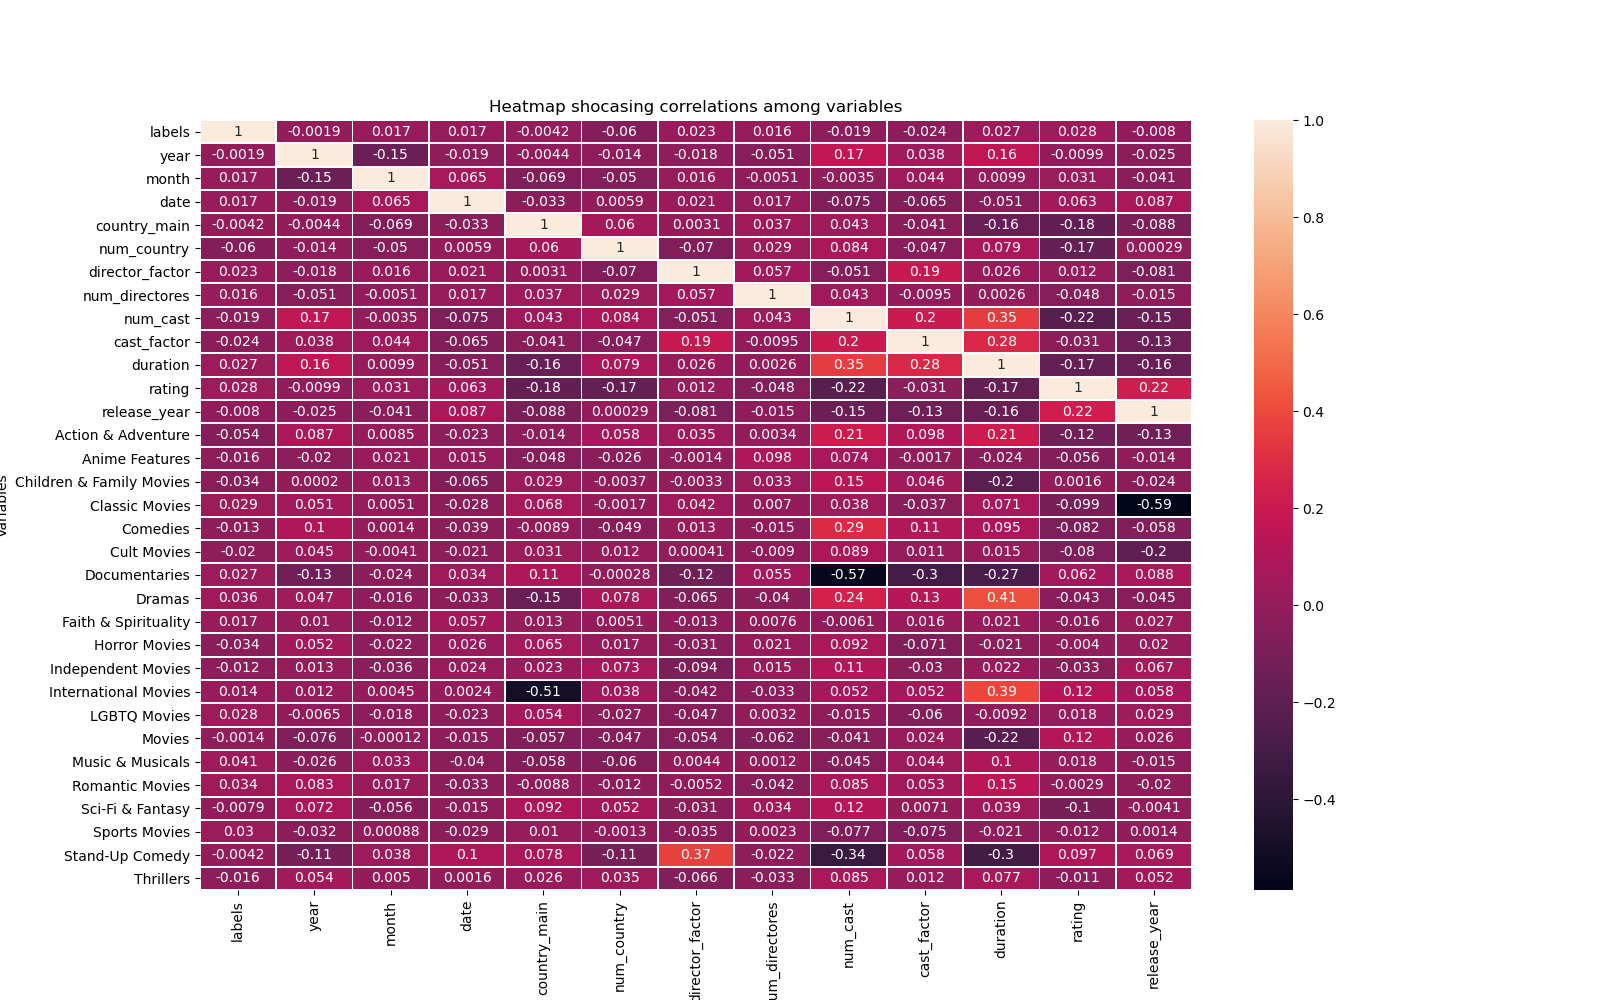 Heatmap shocasing correlations among variables
labels 1 -0.0019 0.017 0.017 -0.0042 -0.06 0.023 0.016 -0.019 -0.024 0.027 0.028 -0.008
year -0.0019 1 -0.15 -0.019 -0.0044 -0.014 -0.018 -0.051 0.17 0.038 0.16 -0.0099 -0.025
month 0.017 -0.15 1 0.065 -0.069 -0.05 0.016 -0.0051 -0.0035 0.044 0.0099 0.031 -0.041
date 0.017 -0.019 0.065 1 -0.033 0.0059 0.021 0.017 -0.075 -0.065 -0.051 0.063 0.087
country_main -0.0042 -0.0044 -0.069 -0.033 1 0.06 0.0031 0.037 0.043 -0.041 -0.16 -0.18 -0.088
num_country -0.06 -0.014 -0.05 0.0059 0.06 1 -0.07 0.029 0.084 -0.047 0.079 -0.17 0.00029
director_factor 0.023 -0.018 0.016 0.021 0.0031 -0.07 1 0.057 -0.051 0.19 0.026 0.012 -0.081
num_directores 0.016 -0.051 -0.0051 0.017 0.037 0.029 0.057 1 0.043 -0.0095 0.0026 -0.048 -0.015
num_cast -0.019 0.17 -0.0035 -0.075 0.043 0.084 -0.051 0.043 1 0.2 0.35 -0.22 -0.15
cast_factor -0.024 0.038 0.044 -0.065 -0.041 -0.047 0.19 -0.0095 0.2 1 0.28 -0.031 -0.13
duration 0.027 0.16 0.0099 -0.051 -0.16 0.079 0.026 0.0026 0.35 0.28 1 -0.17 -0.16
rating 0.028 -0.0099 0.031 0.063 -0.18 -0.17 0.012 -0.048 -0.22 -0.031 -0.17 1 0.22
release_year -0.008 -0.025 -0.041 0.087 -0.088 0.00029 -0.081 -0.015 -0.15 -0.13 -0.16 0.22 1
Action & Adventure -0.054 0.087 0.0085 -0.023 -0.014 0.058 0.035 0.0034 0.21 0.098 0.21 -0.12 -0.13
Anime Features -0.016 -0.02 0.021 0.015 -0.048 -0.026 -0.0014 0.098 0.074 -0.0017 -0.024 -0.056 -0.014
Children & Family Movies -0.034 0.0002 0.013 -0.065 0.029 -0.0037 -0.0033 0.033 0.15 0.046 -0.2 0.0016 -0.024
Classic Movies 0.029 0.051 0.0051 -0.028 0.068 -0.0017 0.042 0.007 0.038 -0.037 0.071 -0.099 -0.59
Comedies -0.013 0.1 0.0014 -0.039 -0.0089 -0.049 0.013 -0.015 0.29 0.11 0.095 -0.082 -0.058
Cult Movies -0.02 0.045 -0.0041 -0.021 0.031 0.012 0.00041 -0.009 0.089 0.011 0.015 -0.08 -0.2
Documentaries 0.027 -0.13 -0.024 0.034 0.11 -0.00028 -0.12 0.055 -0.57 -0.3 -0.27 0.062 0.088
Dramas 0.036 0.047 -0.016 -0.033 -0.15 0.078 -0.065 -0.04 0.24 0.13 0.41 -0.043 -0.045
Faith & Spirituality 0.017 0.01 -0.012 0.057 0.013 0.0051 -0.013 0.0076 -0.0061 0.016 0.021 -0.016 0.027
Horror Movies -0.034 0.052 -0.022 0.026 0.065 0.017 -0.031 0.021 0.092 -0.071 -0.021 -0.004 0.02
Independent Movies -0.012 0.013 -0.036 0.024 0.023 0.073 -0.094 0.015 0.11 -0.03 0.022 -0.033 0.067
International Movies 0.014 0.012 0.0045 0.0024 -0.51 0.038 -0.042 -0.033 0.052 0.052 0.39 0.12 0.058
LGBTQ Movies 0.028 -0.0065 -0.018 -0.023 0.054 -0.027 -0.047 0.0032 -0.015 -0.06 -0.0092 0.018 0.029
Movies -0.0014 -0.076 -0.00012 -0.015 -0.057 -0.047 -0.054 -0.062 -0.041 0.024 -0.22 0.12 0.026
Music & Musicals 0.041 -0.026 0.033 -0.04 -0.058 -0.06 0.0044 0.0012 -0.045 0.044 0.1 0.018 -0.015
Romantic Movies 0.034 0.083 0.017 -0.033 -0.0088 -0.012 -0.0052 -0.042 0.085 0.053 0.15 -0.0029 -0.02
Sci-Fi & Fantasy -0.0079 0.072 -0.056 -0.015 0.092 0.052 -0.031 0.034 0.12 0.0071 0.039 -0.1 -0.0041
Sports Movies 0.03 -0.032 0.00088 -0.029 0.01 -0.0013 -0.035 0.0023 -0.077 -0.075 -0.021 -0.012 0.0014
Stand-Up Comedy -0.0042 -0.11 0.038 0.1 0.078 -0.11 0.37 -0.022 -0.34 0.058 -0.3 0.097 0.069
Thrillers -0.016 0.054 0.005 0.0016 0.026 0.035 -0.066 -0.033 0.085 0.012 0.077 -0.011 0.052
labels year month date country_main num_country director_factor um_directores num_cast cast_factor duration rating release_year
1.0
0.8
0.6
0.4
0.2
0.0
−0.2
−0.4